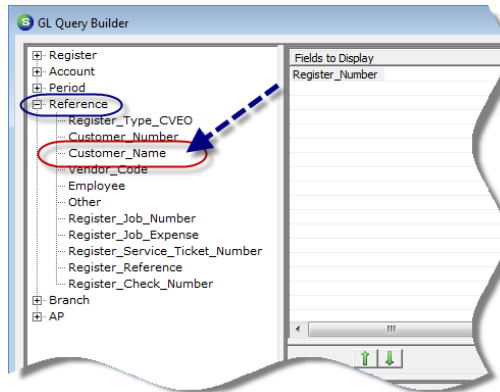 GL Query Builder
Register
Account
Period
Reference
Register_Type_CVEO
Customer_Number
Customer_Name
Vendor_Code
Employee
Other
Register_Job_Number
Register_Job_Expense
Register_Service_Ticket_Number
Register_Reference
Register_Check_Number
Branch
AP
Fields to Display
Register_Number